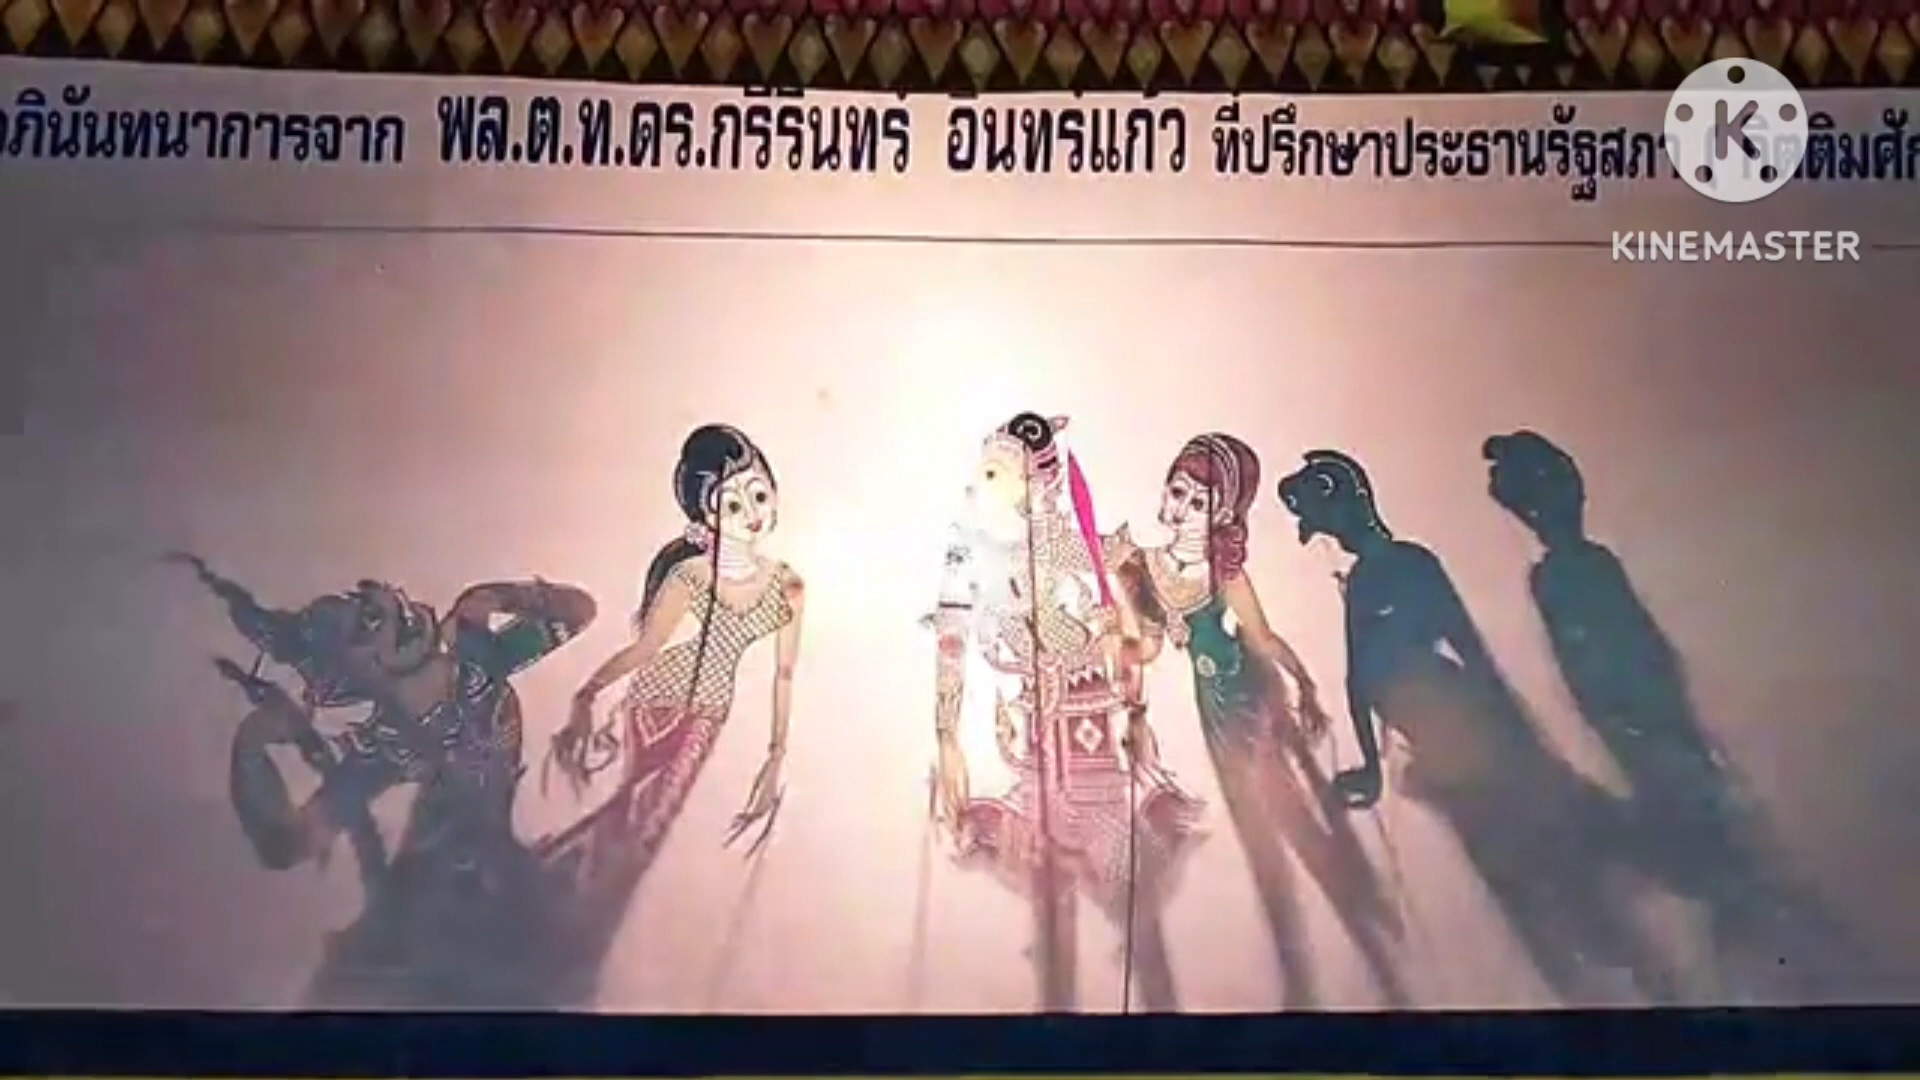 ภินันทนาการจาก พล.ต.ท.ดร.ภริรินทร์ อินทร์แก้ว ที่ปรึกษาประธานรัฐสภา
K
KINEMASTER